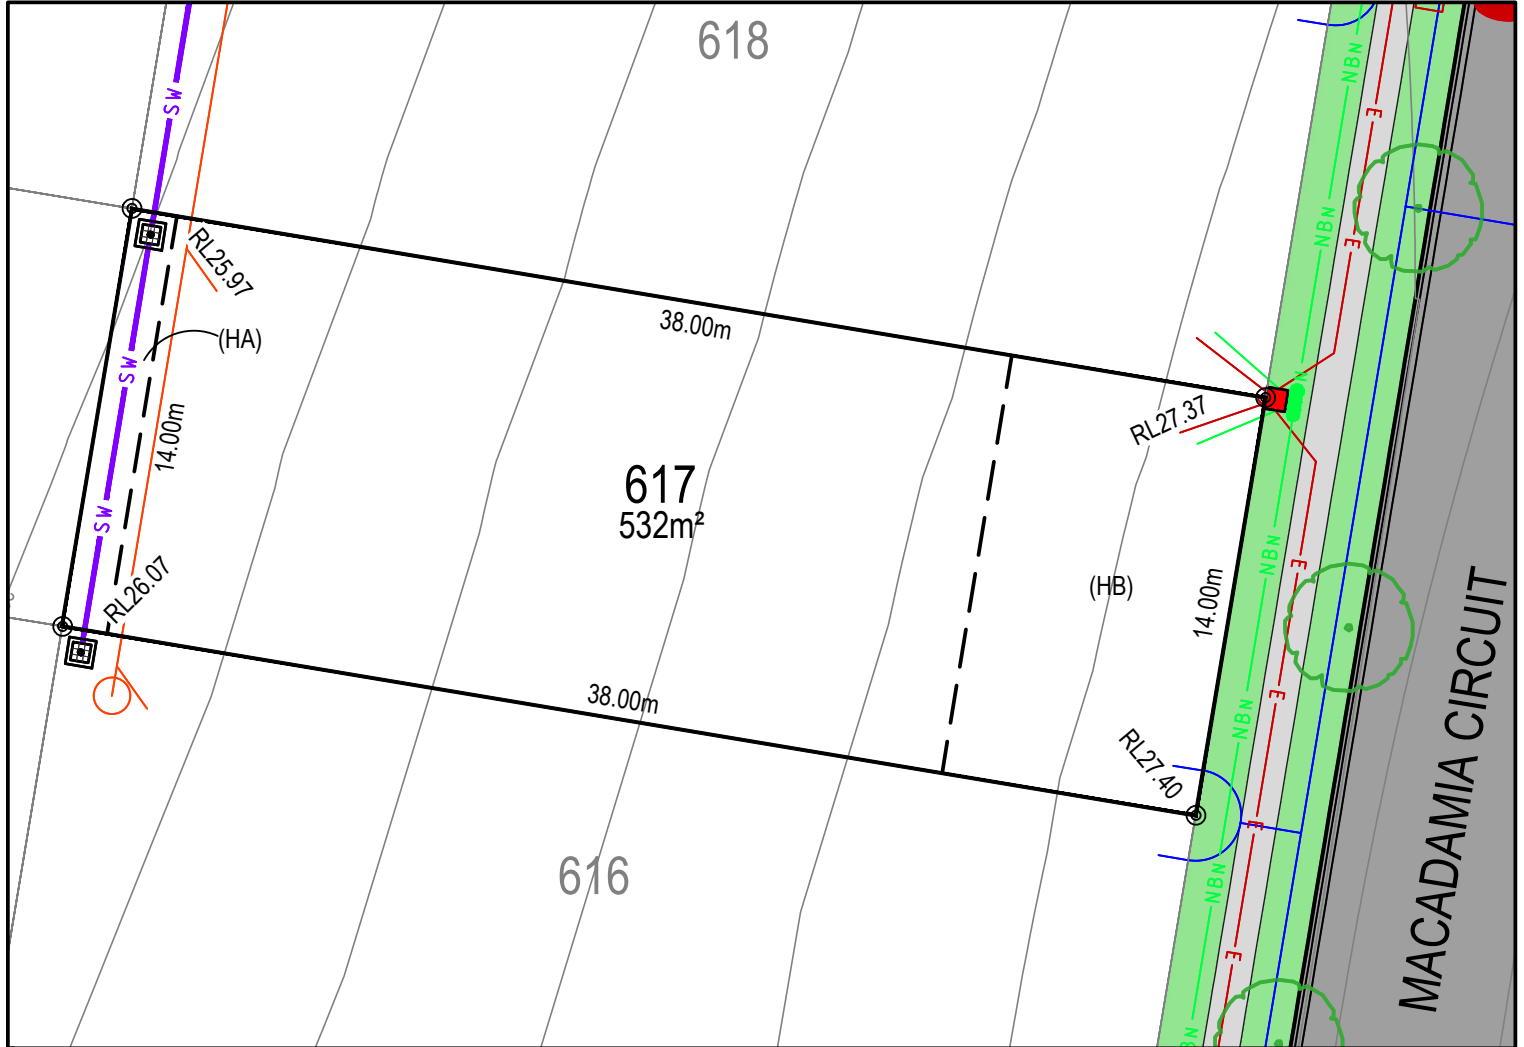 618
SW
NBN
E
NBN
E
RL25.97
(HA)
38.00m
SW
N
RL27.37
14.00m
617
532m²
SW
NBN
E
RL26.07
(HB)
14.00m
38.00m
E
NBN
RL27.40
E
616
NBN
E
BN
MACADAMIA CIRCUIT